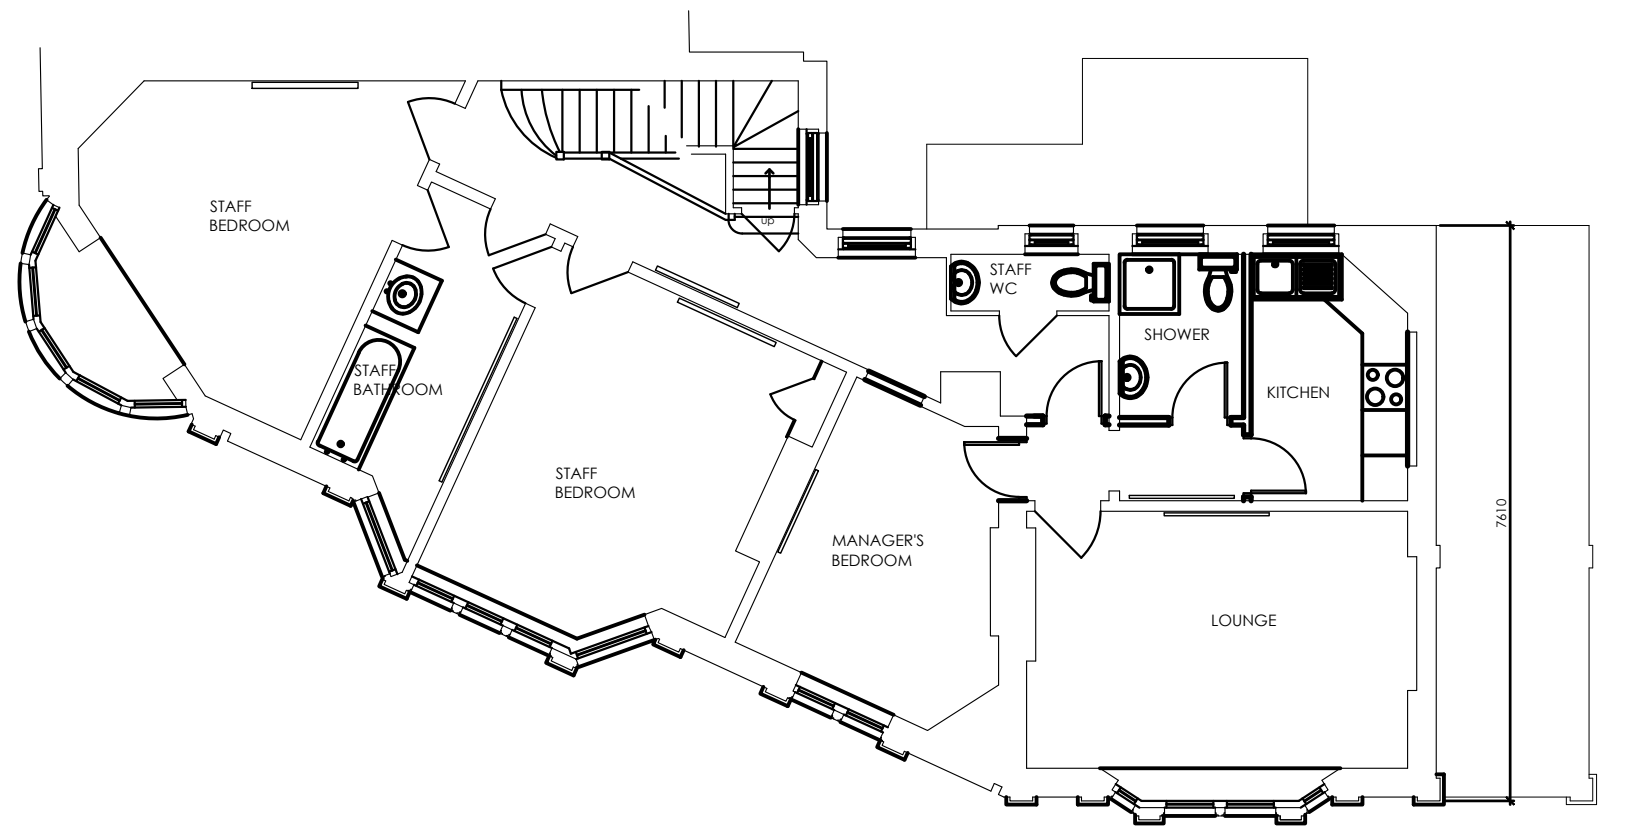 STAFF
BEDROOM
up
STAFF
WC
SHOWER
KITCHEN
STAFF
BATHROOM
STAFF
BEDROOM
MANAGER'S
BEDROOM
LOUNGE
7610